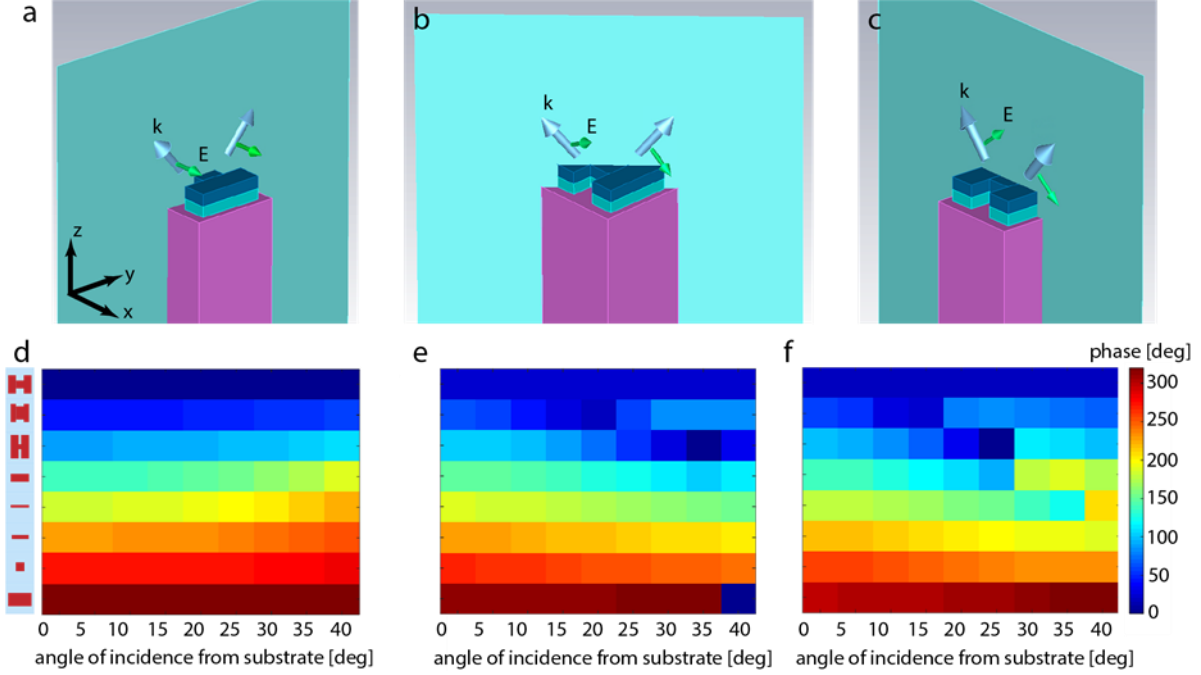 a
b
c
k
E
k
E
k
E
z
y
x
d
e
f
phase [deg]
300
250
200
150
100
50
0
0 5 10 15 20 25 30 35 40
0 5 10 15 20 25 30 35 40
0 5 10 15 20 25 30 35 40
angle of incidence from substrate [deg]
angle of incidence from substrate [deg]
angle of incidence from substrate [deg]